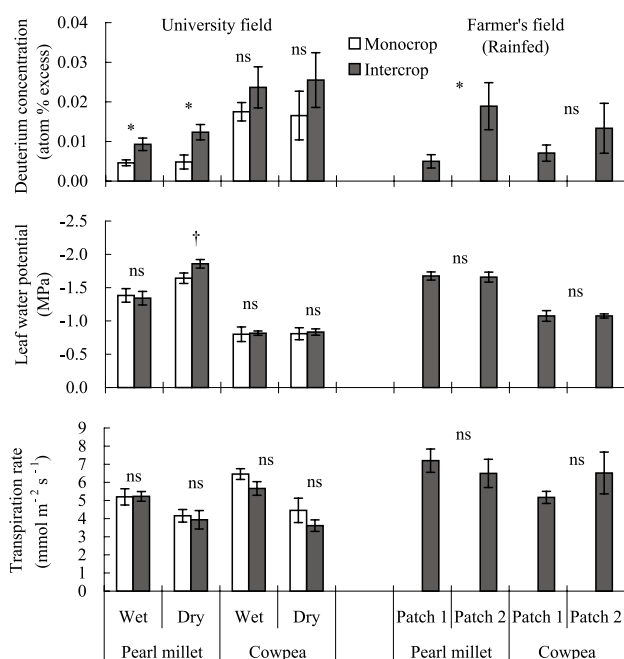 University field
Farmer's field
(Rainfed)
Monocrop
Intercrop
Deuterium concentration
(atom % excess)
0.04
0.03
0.02
0.01
0.00
*
*
ns
ns
*
ns
Leaf water potential
(MPa)
-2.5
-2.0
-1.5
-1.0
-0.5
0.0
ns
†
ns
ns
ns
ns
Transpiration rate
(mmol m⁻² s⁻¹)
9
8
7
6
5
4
3
2
1
0
ns
ns
ns
ns
ns
ns
Wet Dry Wet Dry Patch 1 Patch 2 Patch 1 Patch 2
Pearl millet Cowpea Pearl millet Cowpea